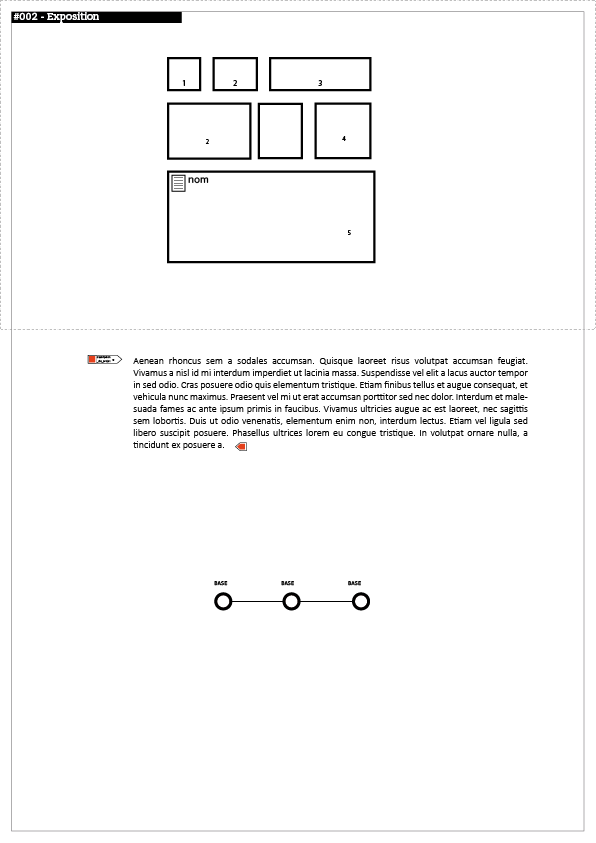 #002 - Exposition
1 2 3
2 4
nom
5
Aenean rhoncus sem a sodales accumsan. Quisque laoreet risus volutpat accumsan feugiat.
Vivamus a nisl id mi interdum imperdiet ut lacinia massa. Suspendisse vel elit a lacus auctor tempor
in sed odio. Cras posuere odio quis elementum tristique. Etiam finibus tellus et augue consequat, et
vehicula nunc maximus. Praesent vel mi ut erat accumsan porttitor sed nec dolor. Interdum et male-
suada fames ac ante ipsum primis in faucibus. Vivamus ultricies augue ac est laoreet, nec sagittis
sem lobortis. Duis ut odio venenatis, elementum enim non, interdum lectus. Etiam vel ligula sed
libero suscipit posuere. Phasellus ultrices lorem eu congue tristique. In volutpat ornare nulla, a
tincidunt ex posuere a.
BASE BASE BASE